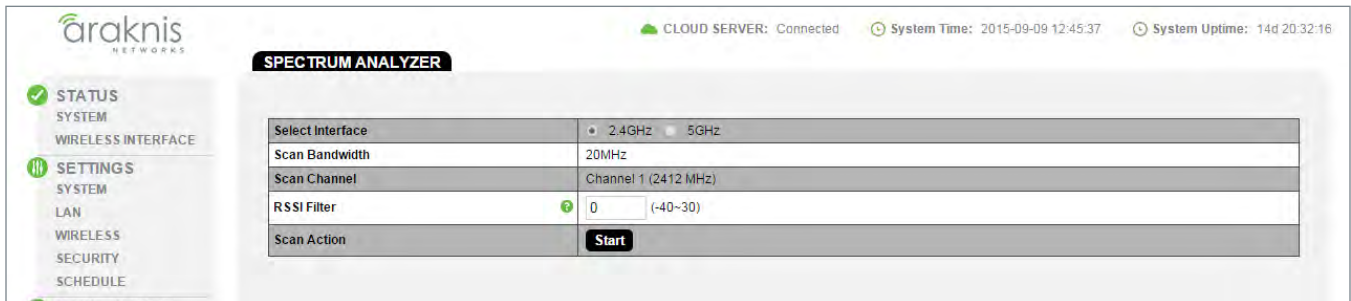 araknis
NETWORKS
CLOUD SERVER: Connected
System Time: 2015-09-09 12:45:37
System Uptime: 14d 20:32:16
SPECTRUM ANALYZER
STATUS
SYSTEM
WIRELESS INTERFACE
SETTINGS
SYSTEM
LAN
WIRELESS
SECURITY
SCHEDULE
Select Interface 2.4GHz 5GHz
Scan Bandwidth 20MHz
Scan Channel Channel 1 (2412 MHz)
RSSI Filter ? 0 (-40~30)
Scan Action Start